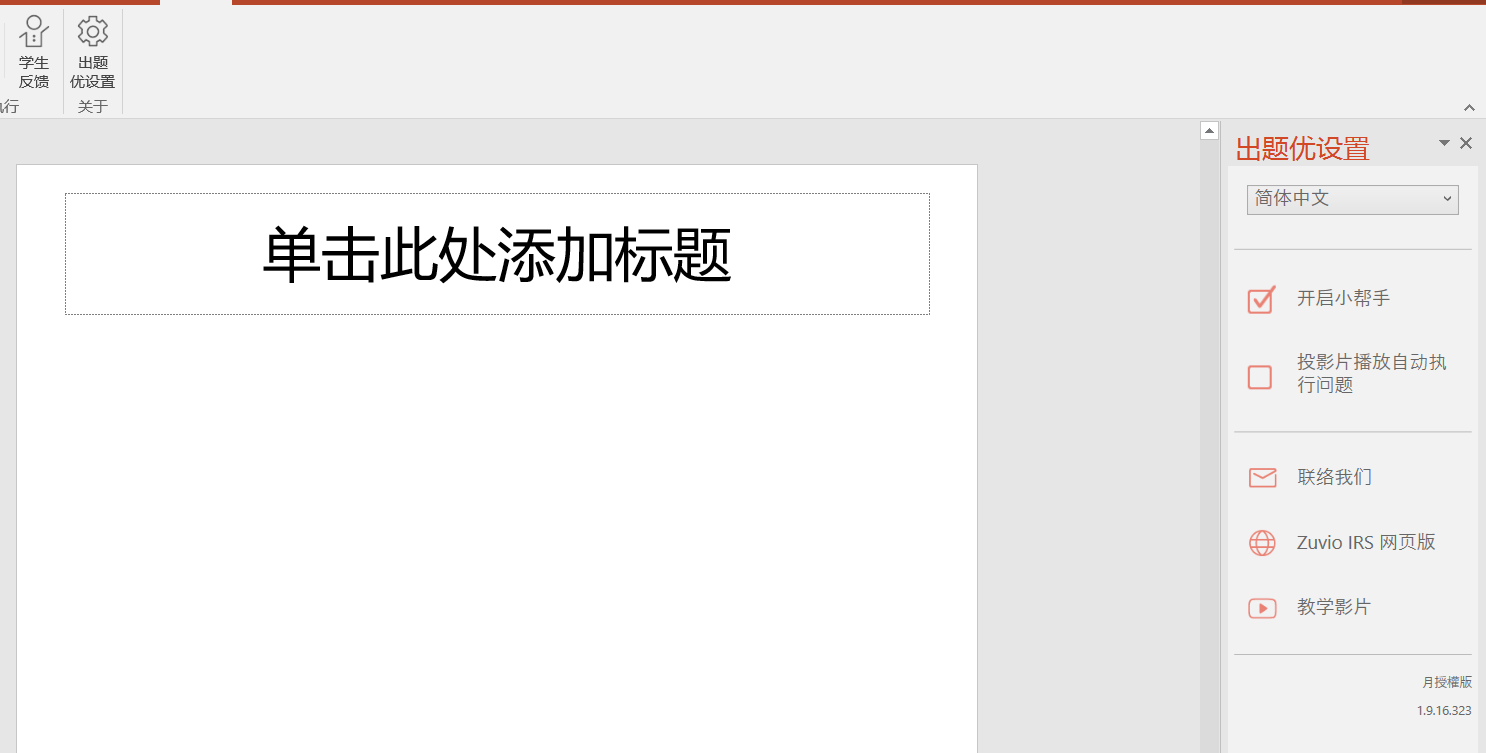 学生
反馈
出题
优设置
行
关于
出题优设置
简体中文
单击此处添加标题
开启小帮手
投影片播放自动执
行问题
联络我们
Zuvio IRS 网页版
教学影片
月授權版
1.9.16.323